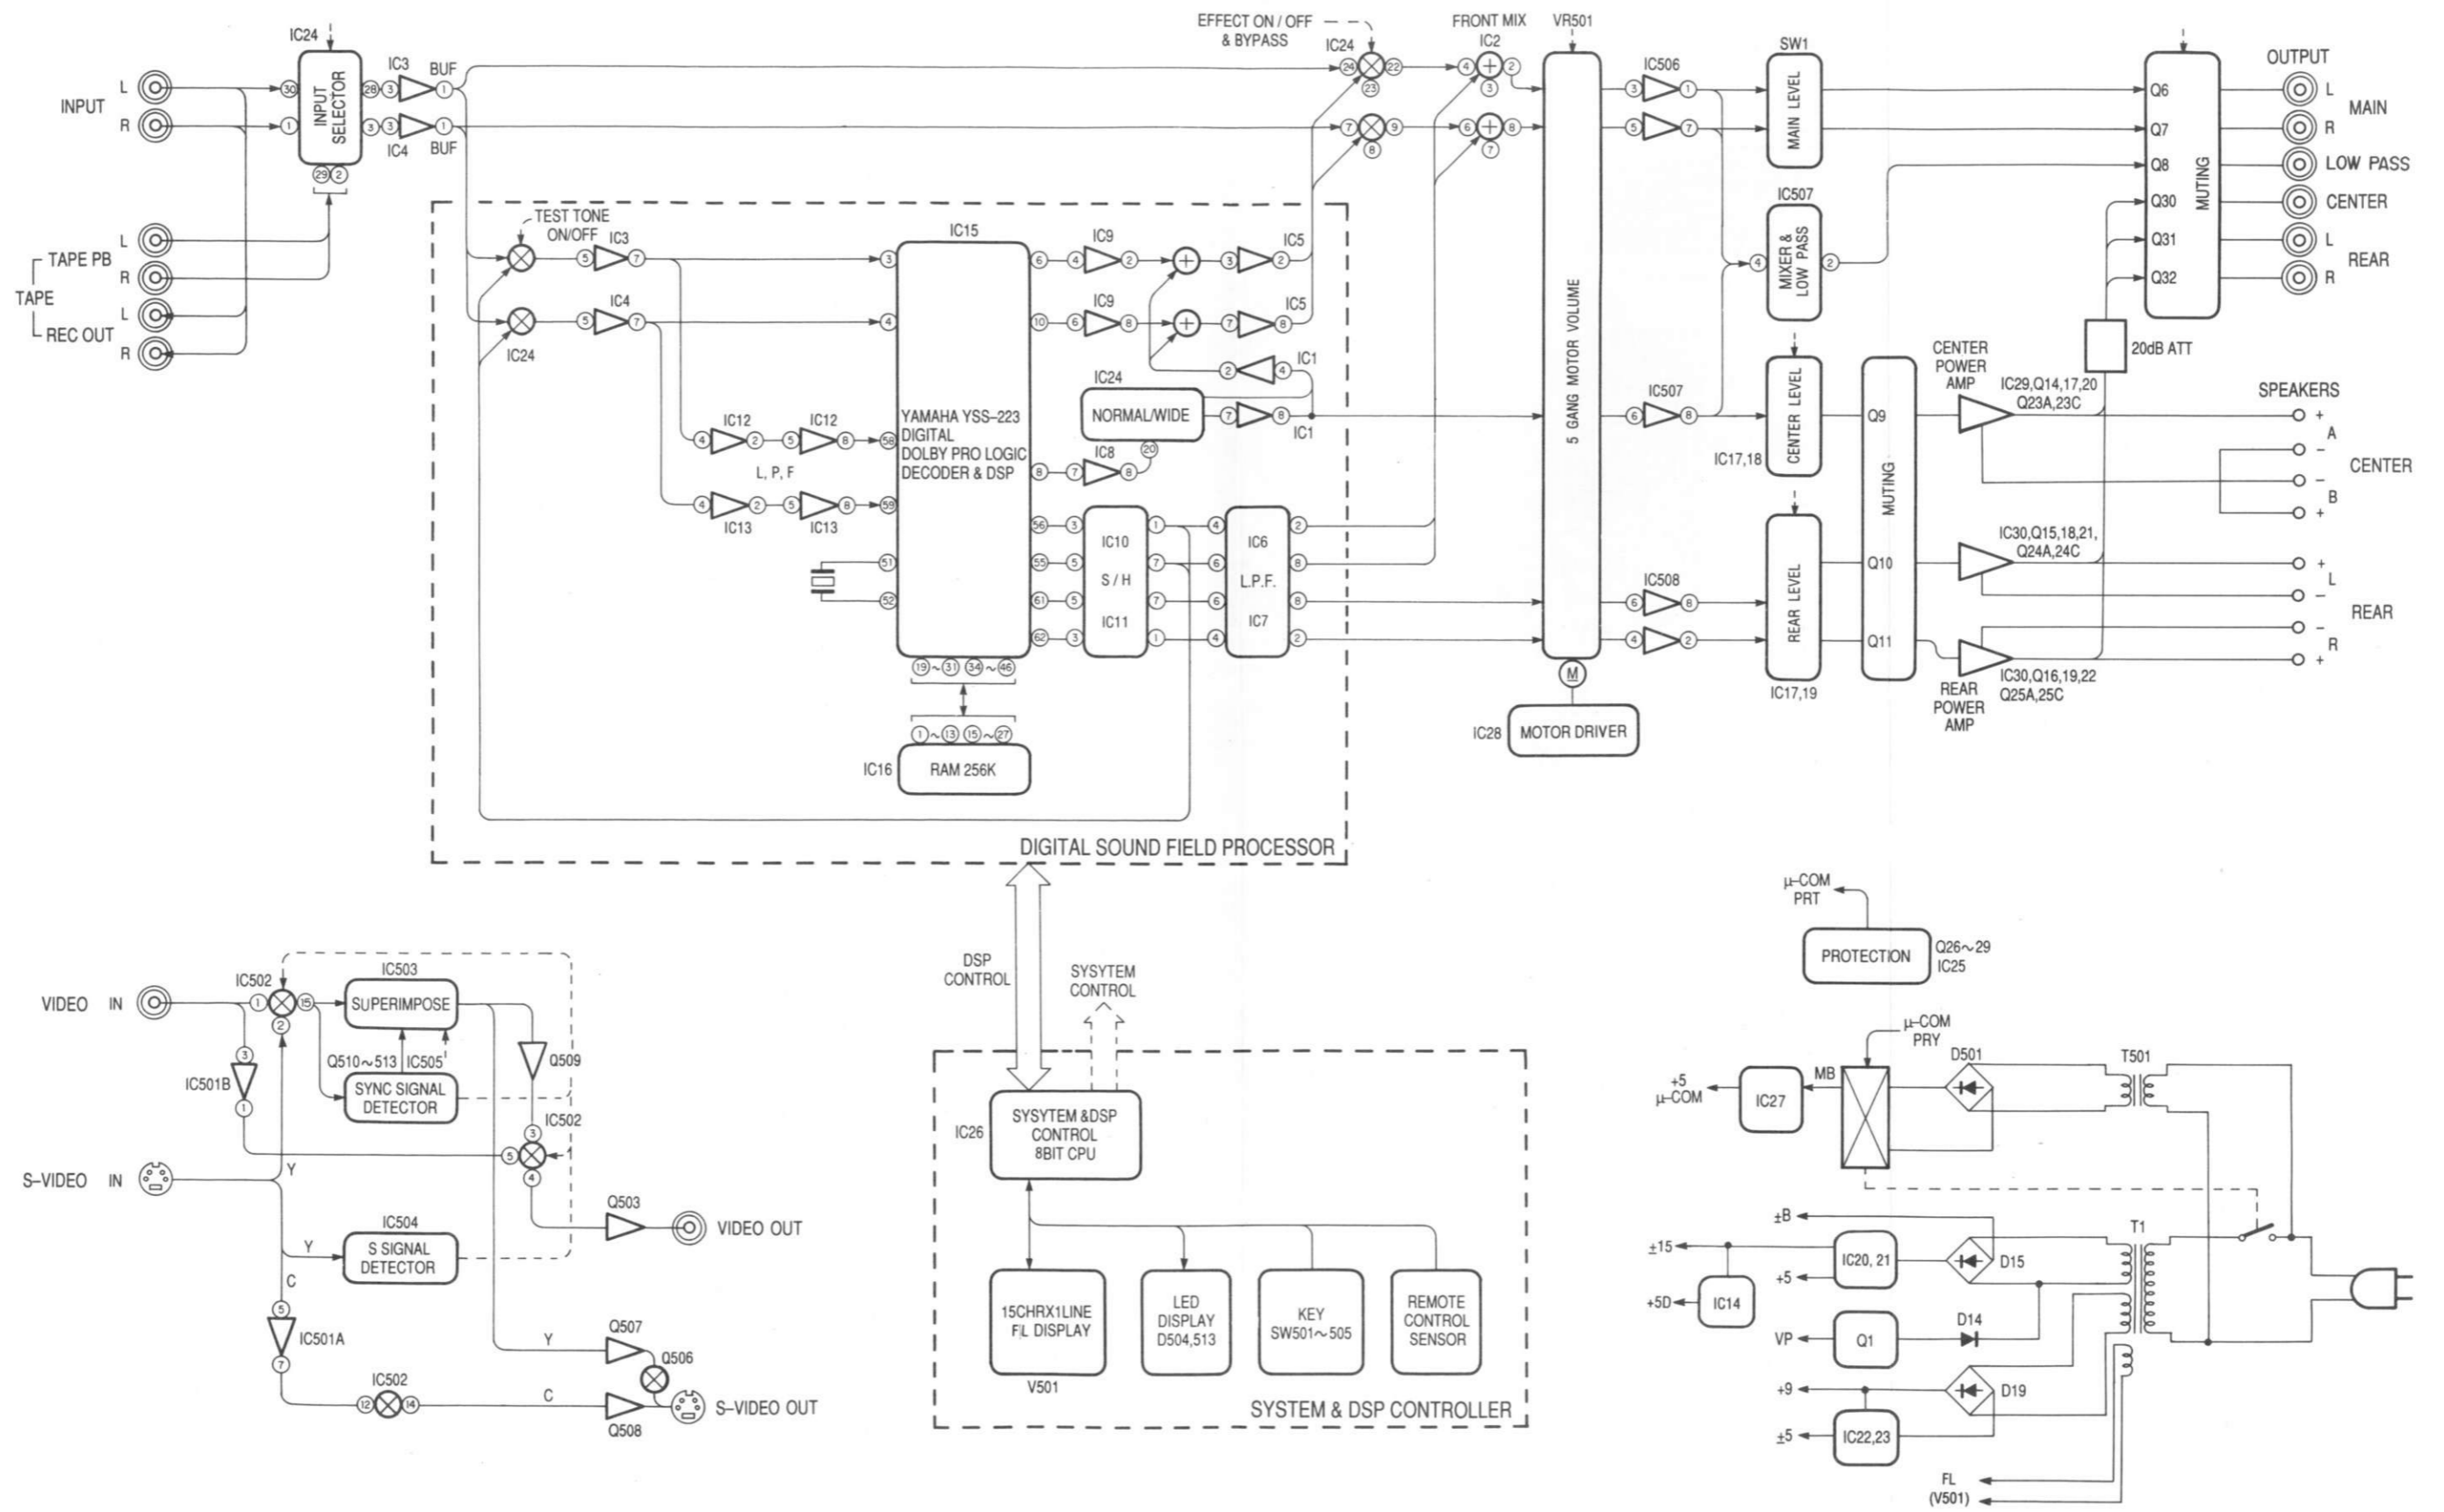 INPUT
L
R
IC24
INPUT
SELECTOR
30
1
28
3
29
2
IC3
3
1
BUF
3
1
IC4
BUF
TAPE
TAPE PB
L
R
REC OUT
L
R
EFFECT ON / OFF
& BYPASS
IC24
24
22
23
7
9
8
FRONT MIX
IC2
4
2
3
6
8
7
VR501
5 GANG MOTOR VOLUME
M
IC28
MOTOR DRIVER
TEST TONE
ON/OFF
IC24
IC3
5
7
IC4
5
7
IC12
4
2
IC12
5
8
L, P, F
4
2
IC13
5
8
IC13
IC15
YAMAHA YSS–223
DIGITAL
DOLBY PRO LOGIC
DECODER & DSP
3
4
58
59
51
52
6
10
8
56
55
61
62
19 ~ 31 34 ~ 46
1 ~ 13 15 ~ 27
IC16
RAM 256K
IC9
4
2
IC9
6
8
IC5
3
2
IC5
7
8
IC1
2
4
IC24
NORMAL/WIDE
20
7
8
IC1
IC8
7
8
3
5
5
3
IC10
S / H
IC11
1
7
7
1
4
6
6
4
IC6
L.P.F.
IC7
2
8
8
2
DIGITAL SOUND FIELD PROCESSOR
IC506
3
1
5
7
SW1
MAIN LEVEL
IC507
4
MIXER &
LOW PASS
2
IC507
6
8
CENTER LEVEL
IC17,18
IC508
6
8
4
2
REAR LEVEL
IC17,19
MUTING
Q9
Q10
Q11
CENTER
POWER
AMP
IC29,Q14,17,20
Q23A,23C
IC30,Q15,18,21,
Q24A,24C
IC30,Q16,19,22
Q25A,25C
REAR
POWER
AMP
20dB ATT
MUTING
Q6
Q7
Q8
Q30
Q31
Q32
OUTPUT
L
MAIN
R
LOW PASS
CENTER
L
REAR
R
SPEAKERS
+
A
–
CENTER
–
B
+
+
L
–
REAR
–
R
+
VIDEO IN
IC502
1
15
2
IC503
SUPERIMPOSE
Q510~513
IC505
SYNC SIGNAL
DETECTOR
3
IC501B
1
Q509
IC502
3
5
4
S–VIDEO IN
Y
IC504
Y
S SIGNAL
DETECTOR
C
5
IC501A
7
IC502
12
14
Q503
VIDEO OUT
Y
Q507
Q506
C
Q508
S–VIDEO OUT
DSP
CONTROL
SYSYTEM
CONTROL
IC26
SYSYTEM &DSP
CONTROL
8BIT CPU
15CHRX1LINE
FL DISPLAY
V501
LED
DISPLAY
D504,513
KEY
SW501~505
REMOTE
CONTROL
SENSOR
SYSTEM & DSP CONTROLLER
μ–COM
PRT
PROTECTION
Q26~29
IC25
μ–COM
PRY
+5
μ–COM
IC27
MB
D501
T501
±B
±15
IC20, 21
D15
T1
+5
+5D
IC14
VP
Q1
D14
+9
D19
±5
IC22,23
FL
(V501)